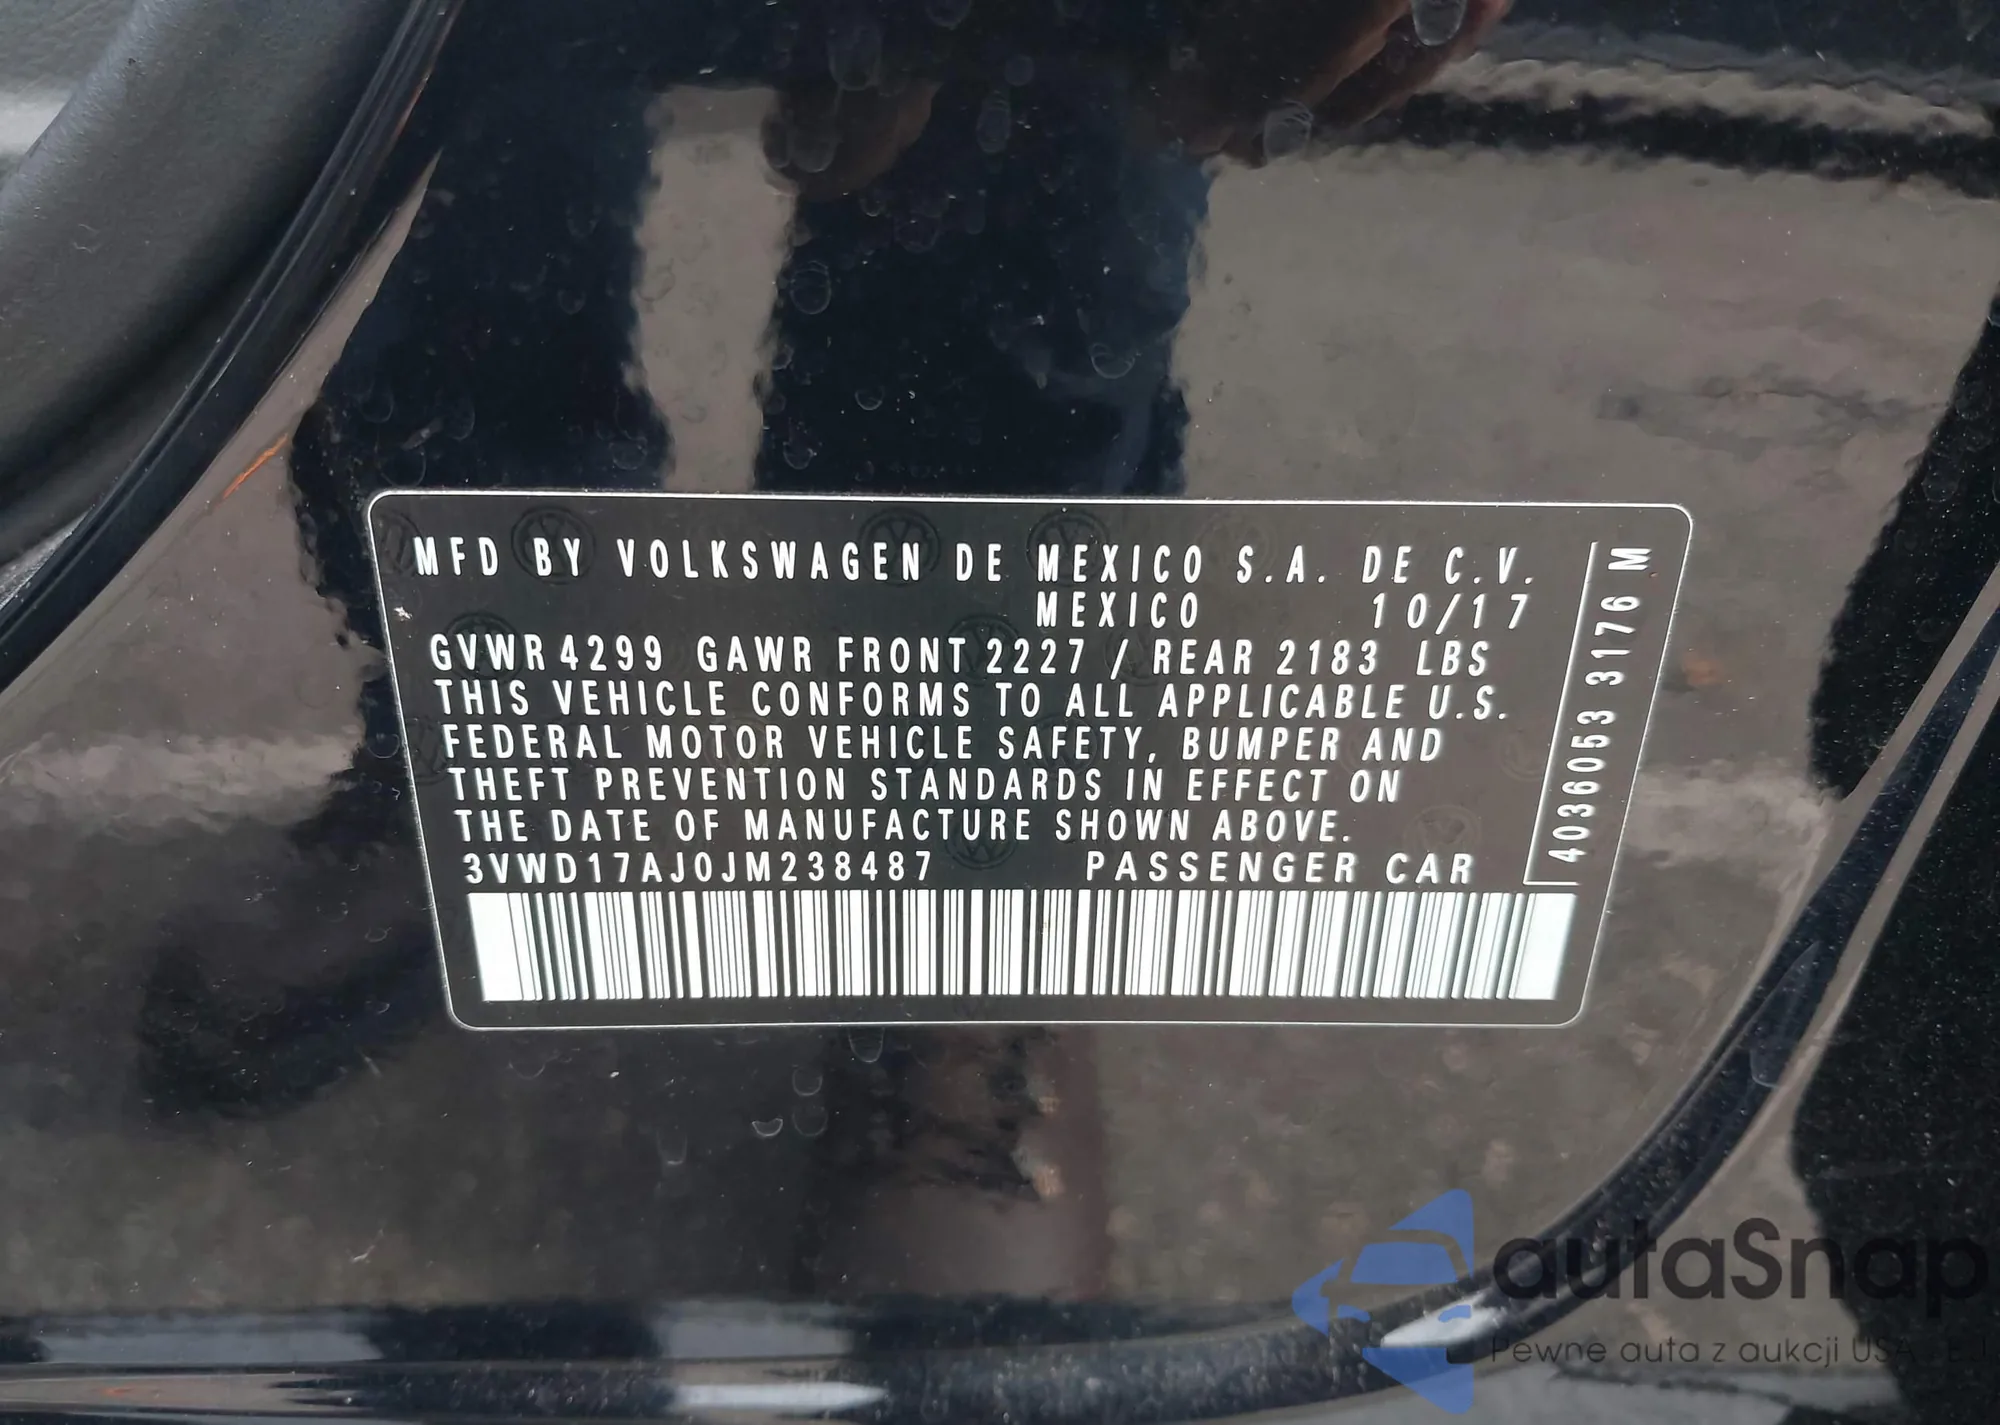 MFD BY VOLKSWAGEN DE MEXICO S.A. DE C.V.
MEXICO 10/17
GVWR 4299 GAWR FRONT 2227 / REAR 2183 LBS
THIS VEHICLE CONFORMS TO ALL APPLICABLE U.S.
FEDERAL MOTOR VEHICLE SAFETY, BUMPER AND
THEFT PREVENTION STANDARDS IN EFFECT ON
THE DATE OF MANUFACTURE SHOWN ABOVE.
3VWD17AJ0JM238487 PASSENGER CAR
4036053 3176 M
autaSnap
Pewne auta z aukcji USA